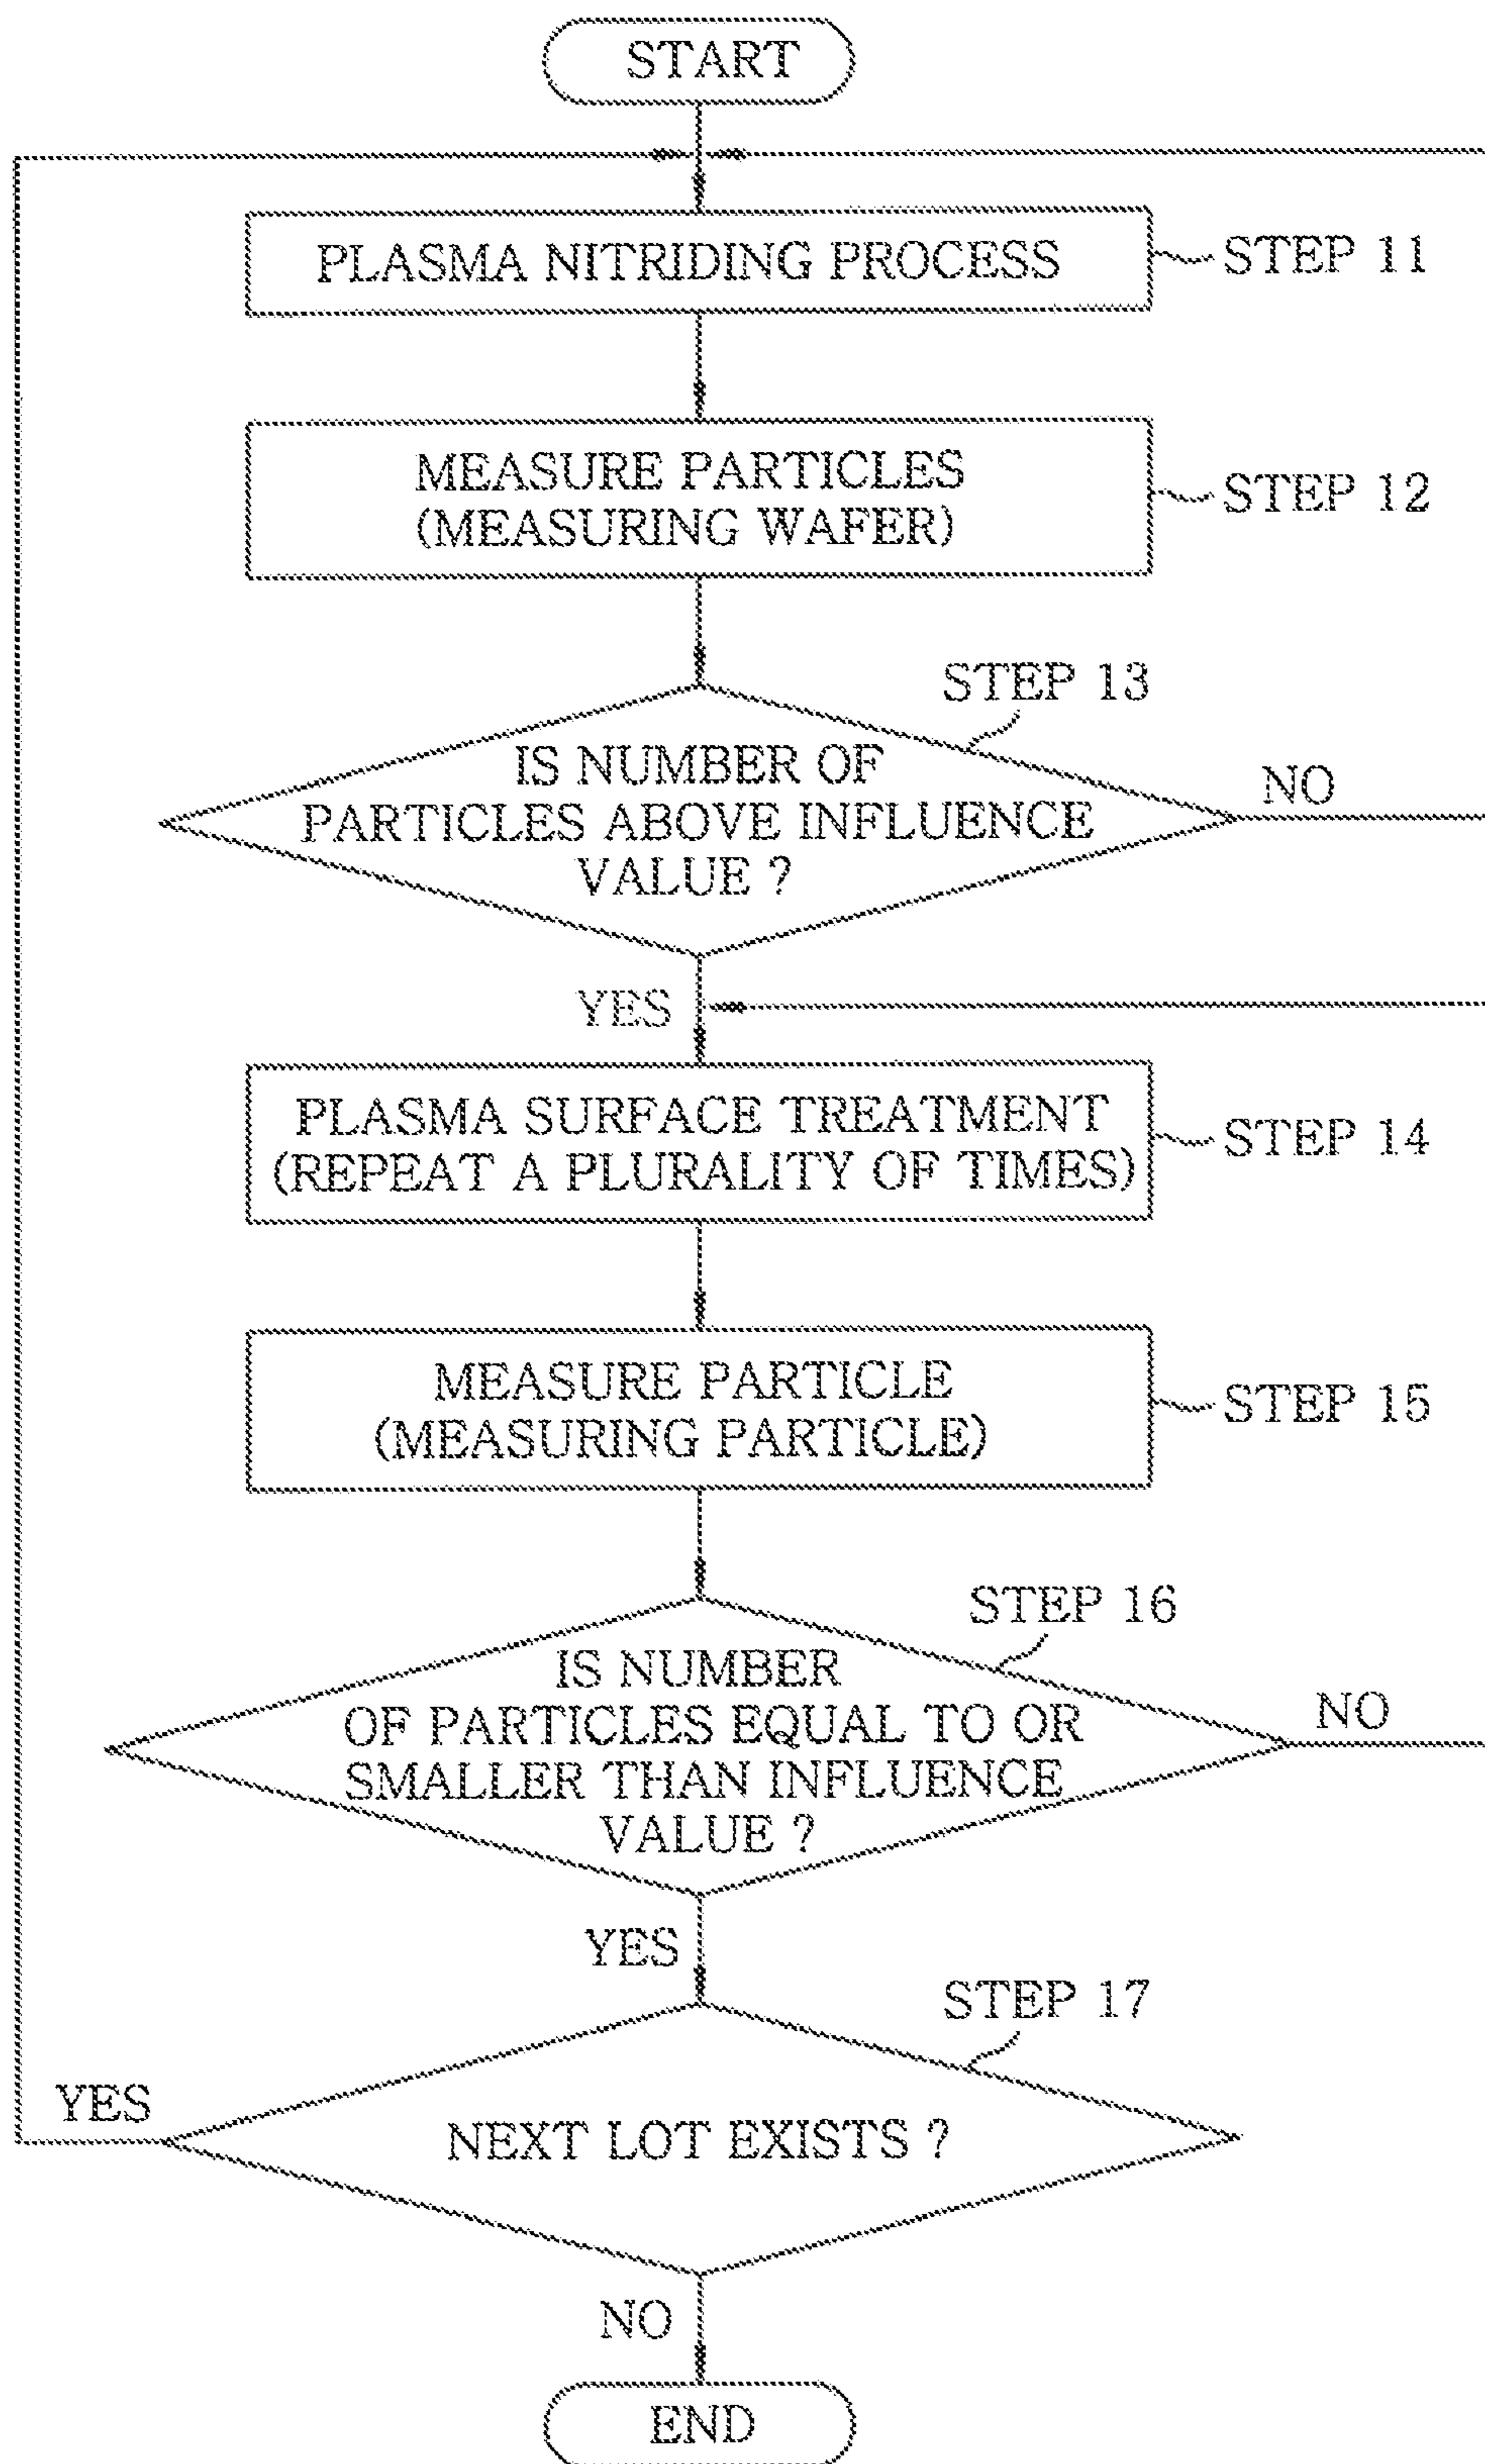 START
PLASMA NITRIDING PROCESS
STEP 11
MEASURE PARTICLES
(MEASURING WAFER)
STEP 12
STEP 13
IS NUMBER OF
PARTICLES ABOVE INFLUENCE
VALUE ?
NO
YES
PLASMA SURFACE TREATMENT
(REPEAT A PLURALITY OF TIMES)
STEP 14
MEASURE PARTICLE
(MEASURING PARTICLE)
STEP 15
STEP 16
IS NUMBER
OF PARTICLES EQUAL TO OR
SMALLER THAN INFLUENCE
VALUE ?
NO
YES
STEP 17
YES
NEXT LOT EXISTS ?
NO
END